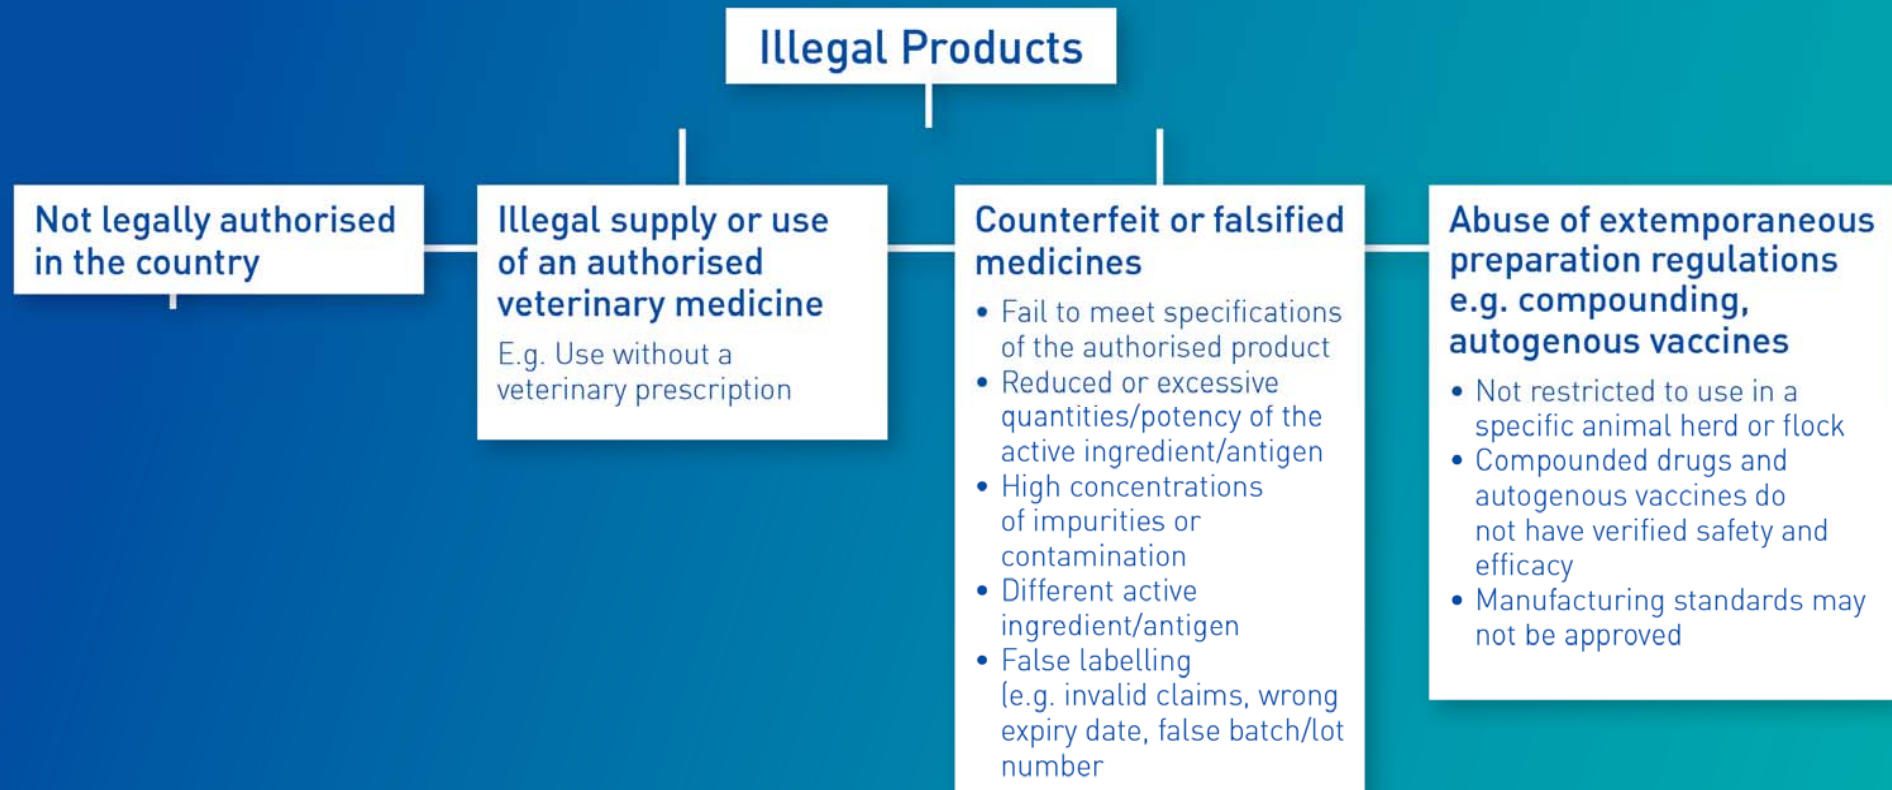 Illegal Products
Not legally authorised
in the country
Illegal supply or use
of an authorised
veterinary medicine
E.g. Use without a
veterinary prescription
Counterfeit or falsified
medicines
• Fail to meet specifications
of the authorised product
• Reduced or excessive
quantities/potency of the
active ingredient/antigen
• High concentrations
of impurities or
contamination
• Different active
ingredient/antigen
• False labelling
(e.g. invalid claims, wrong
expiry date, false batch/lot
number
Abuse of extemporaneous
preparation regulations
e.g. compounding,
autogenous vaccines
• Not restricted to use in a
specific animal herd or flock
• Compounded drugs and
autogenous vaccines do
not have verified safety and
efficacy
• Manufacturing standards may
not be approved